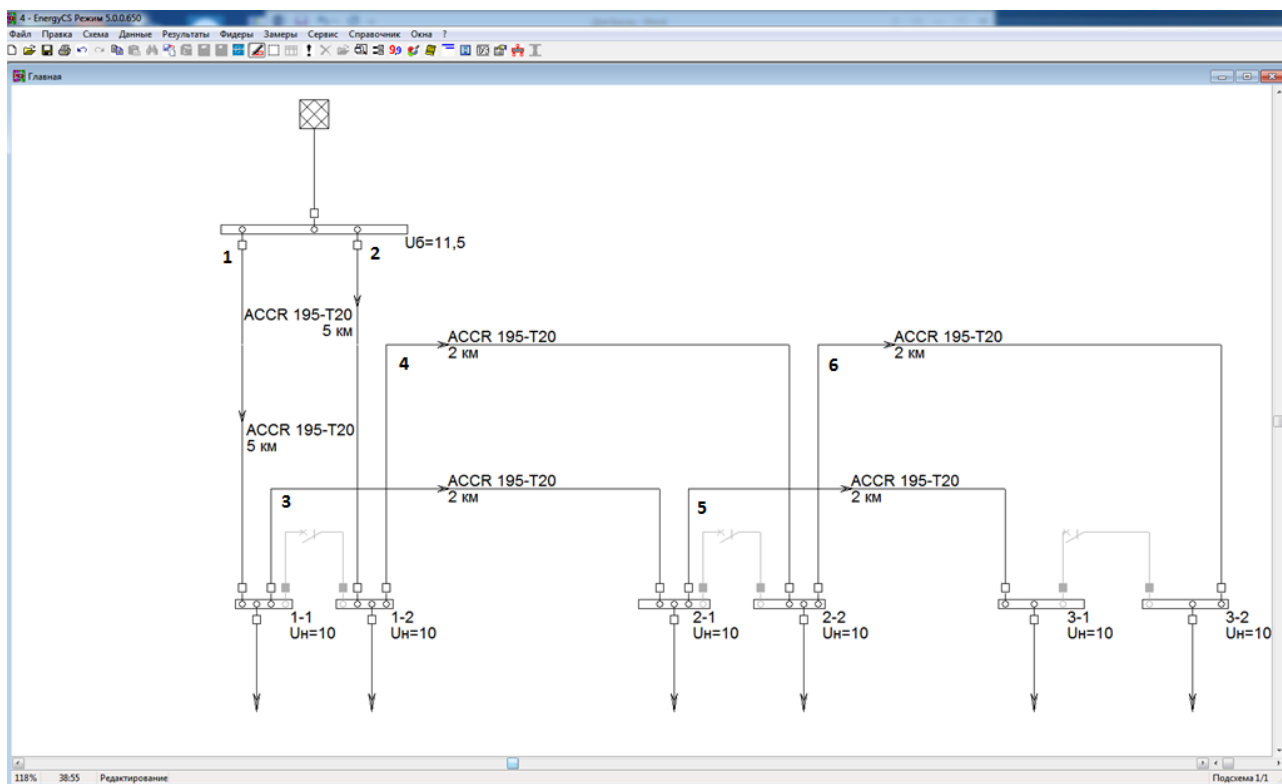 4 - EnergyCS Режим 5.0.0.650
Файл Правка Схема Данные Результаты Фидеры Замеры Сервис Справочник Окна ?
Главная
Uб=11,5
1
2
ACCR 195-T20
5 км
ACCR 195-T20
2 км
4
ACCR 195-T20
2 км
6
ACCR 195-T20
5 км
ACCR 195-T20
2 км
3
ACCR 195-T20
2 км
5
1-1
Uн=10
1-2
Uн=10
2-1
Uн=10
2-2
Uн=10
3-1
Uн=10
3-2
Uн=10
118% 38:55 Редактирование Подсхема 1/1